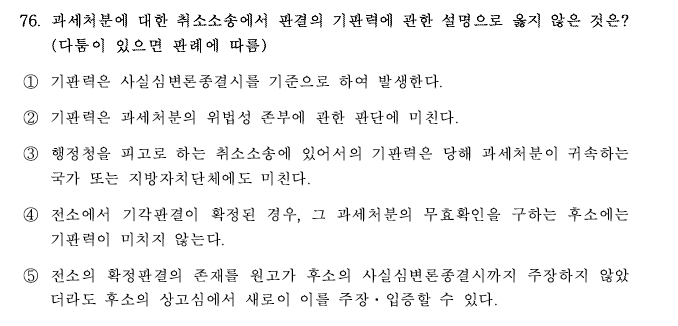 76. 과세처분에 대한 취소소송에서 판결의 기판력에 관한 설명으로 옳지 않은 것은?
(다툼이 있으면 판례에 따름)
① 기판력은 사실심변론종결시를 기준으로 하여 발생한다.
② 기판력은 과세처분의 위법성 존부에 관한 판단에 미친다.
③ 행정청을 피고로 하는 취소소송에 있어서의 기판력은 당해 과세처분이 귀속하는
국가 또는 지방자치단체에도 미친다.
④ 전소에서 기각판결이 확정된 경우, 그 과세처분의 무효확인을 구하는 후소에는
기판력이 미치지 않는다.
⑤ 전소의 확정판결의 존재를 원고가 후소의 사실심변론종결시까지 주장하지 않았
더라도 후소의 상고심에서 새로이 이를 주장・입증할 수 있다.